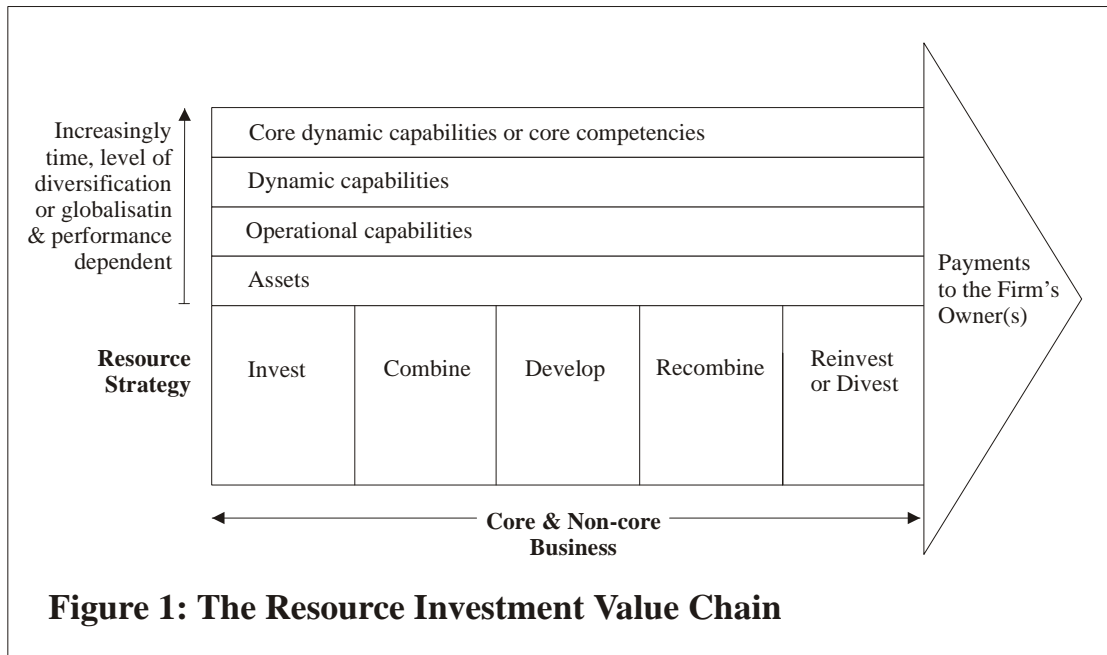 Increasingly
time, level of
diversification
or globalisatin
& performance
dependent
Core dynamic capabilities or core competencies
Dynamic capabilities
Operational capabilities
Assets
Payments
to the Firm's
Owner(s)
Resource
Strategy
Invest
Combine
Develop
Recombine
Reinvest
or Divest
Core & Non-core
Business
Figure 1: The Resource Investment Value Chain